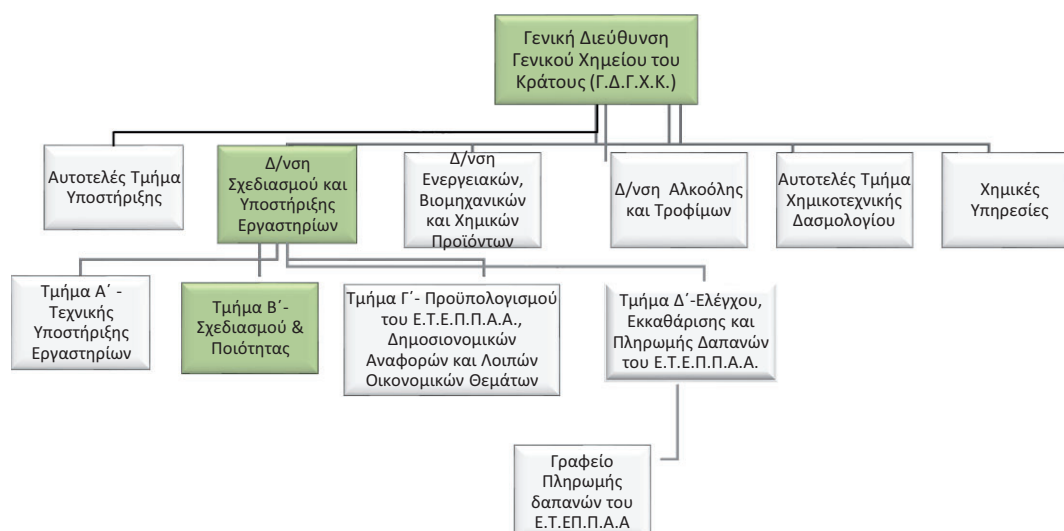 Γενική Διεύθυνση
Γενικού Χημείου του
Κράτους (Γ.Δ.Γ.Χ.Κ.)
Αυτοτελές Τμήμα
Υποστήριξης
Δ/νση
Σχεδιασμού και
Υποστήριξης
Εργαστηρίων
Δ/νση
Ενεργειακών,
Βιομηχανικών
και Χημικών
Προϊόντων
Δ/νση Αλκοόλης
και Τροφίμων
Αυτοτελές Τμήμα
Χημικοτεχνικής
Δασμολογίου
Χημικές
Υπηρεσίες
Τμήμα Α΄ -
Τεχνικής
Υποστήριξης
Εργαστηρίων
Τμήμα Β΄-
Σχεδιασμού &
Ποιότητας
Τμήμα Γ΄- Προϋπολογισμού
του Ε.Τ.Ε.Π.Π.Α.Α.,
Δημοσιονομικών
Αναφορών και Λοιπών
Οικονομικών Θεμάτων
Τμήμα Δ΄-Ελέγχου,
Εκκαθάρισης και
Πληρωμής Δαπανών
του Ε.Τ.Ε.Π.Π.Α.Α.
Γραφείο
Πληρωμής
δαπανών του
Ε.Τ.ΕΠ.Π.Α.Α